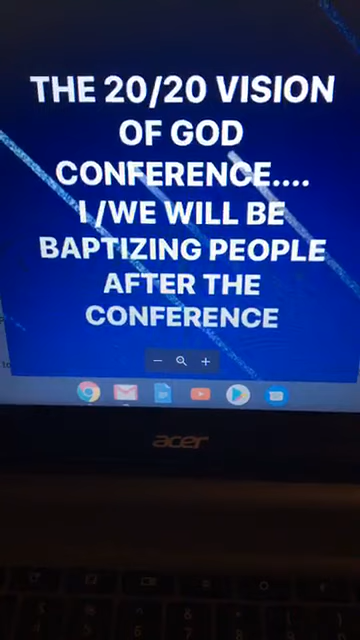 THE 20/20 VISION
OF GOD
CONFERENCE....
I/WE WILL BE
BAPTIZING PEOPLE
AFTER THE
CONFERENCE
acer